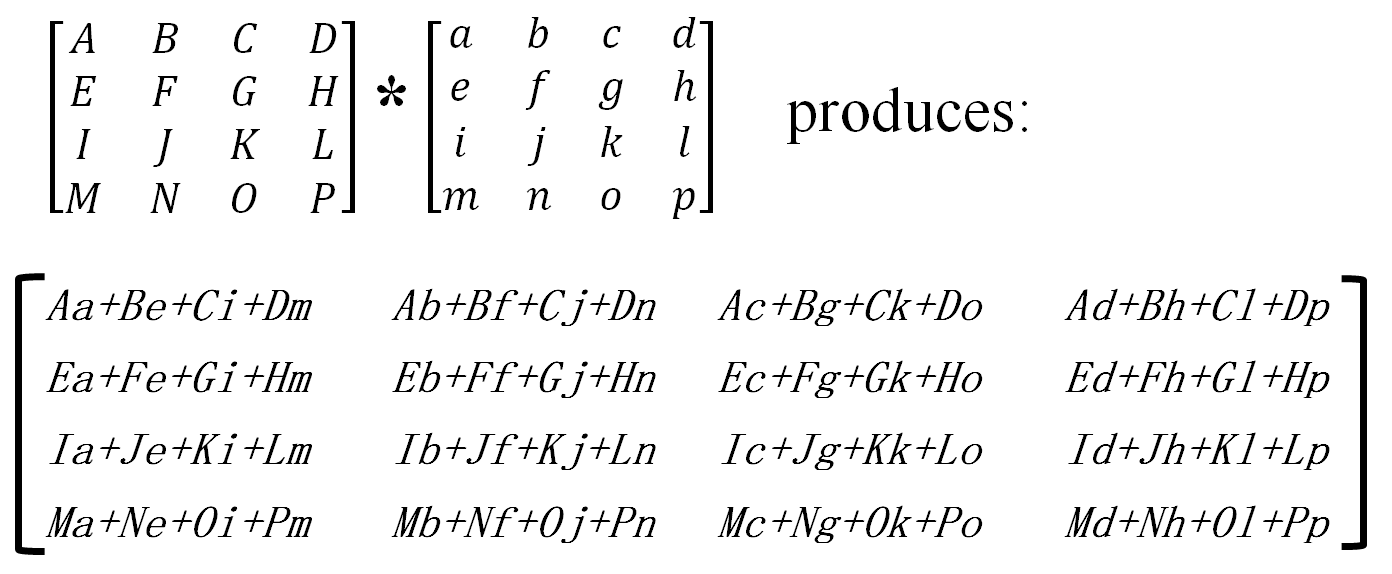 A B C D   a b c d
E F G H * e f g h produces:
I J K L   i j k l
M N O P   m n o p
Aa+Be+Ci+Dm Ab+Bf+Cj+Dn Ac+Bg+Ck+Do Ad+Bh+Cl+Dp
Ea+Fe+Gi+Hm Eb+Ff+Gj+Hn Ec+Fg+Gk+Ho Ed+Fh+Gl+Hp
Ia+Je+Ki+Lm Ib+Jf+Kj+Ln Ic+Jg+Kk+Lo Id+Jh+Kl+Lp
Ma+Ne+Oi+Pm Mb+Nf+Oj+Pn Mc+Ng+Ok+Po Md+Nh+Ol+Pp